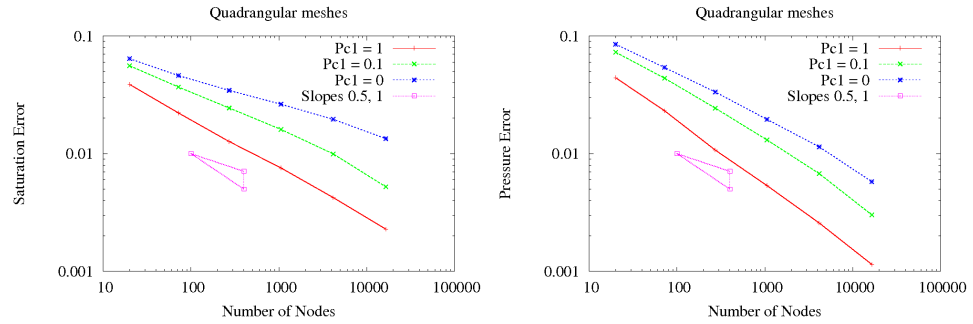 Quadrangular meshes
Saturation Error
0.1
0.01
0.001
10
100
1000
10000
100000
Number of Nodes
Pc1 = 1
Pc1 = 0.1
Pc1 = 0
Slopes 0.5, 1
Quadrangular meshes
Pressure Error
0.1
0.01
0.001
10
100
1000
10000
100000
Number of Nodes
Pc1 = 1
Pc1 = 0.1
Pc1 = 0
Slopes 0.5, 1